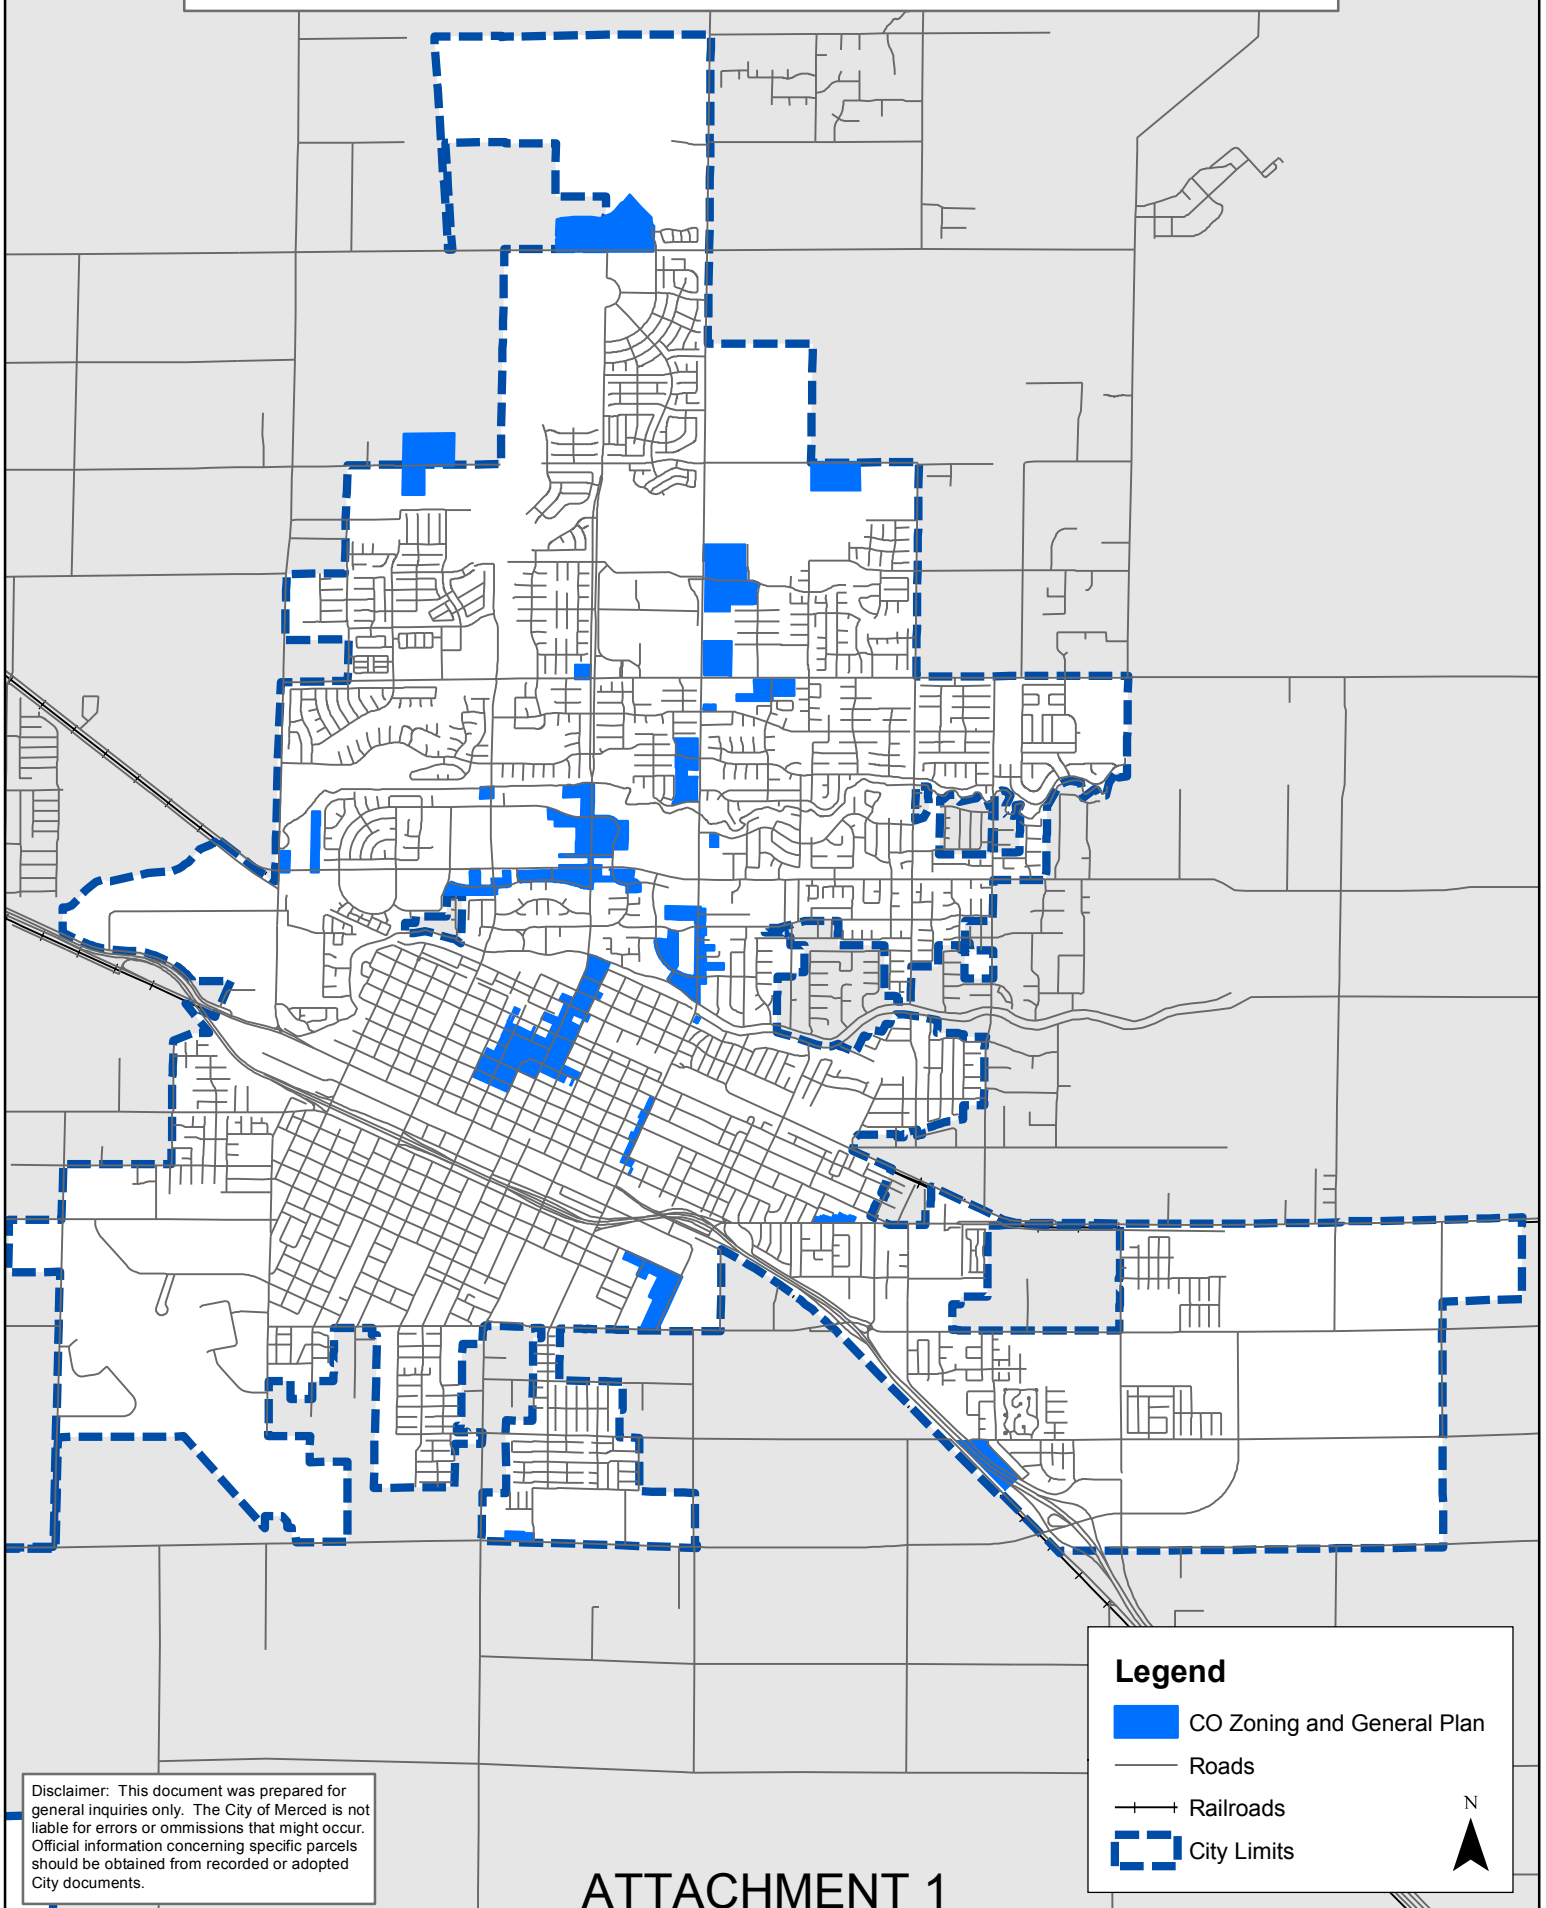 Legend
CO Zoning and General Plan
Roads
Railroads
City Limits
N
Disclaimer: This document was prepared for
general inquiries only. The City of Merced is not
liable for errors or ommissions that might occur.
Official information concerning specific parcels
should be obtained from recorded or adopted
City documents.
ATTACHMENT 1